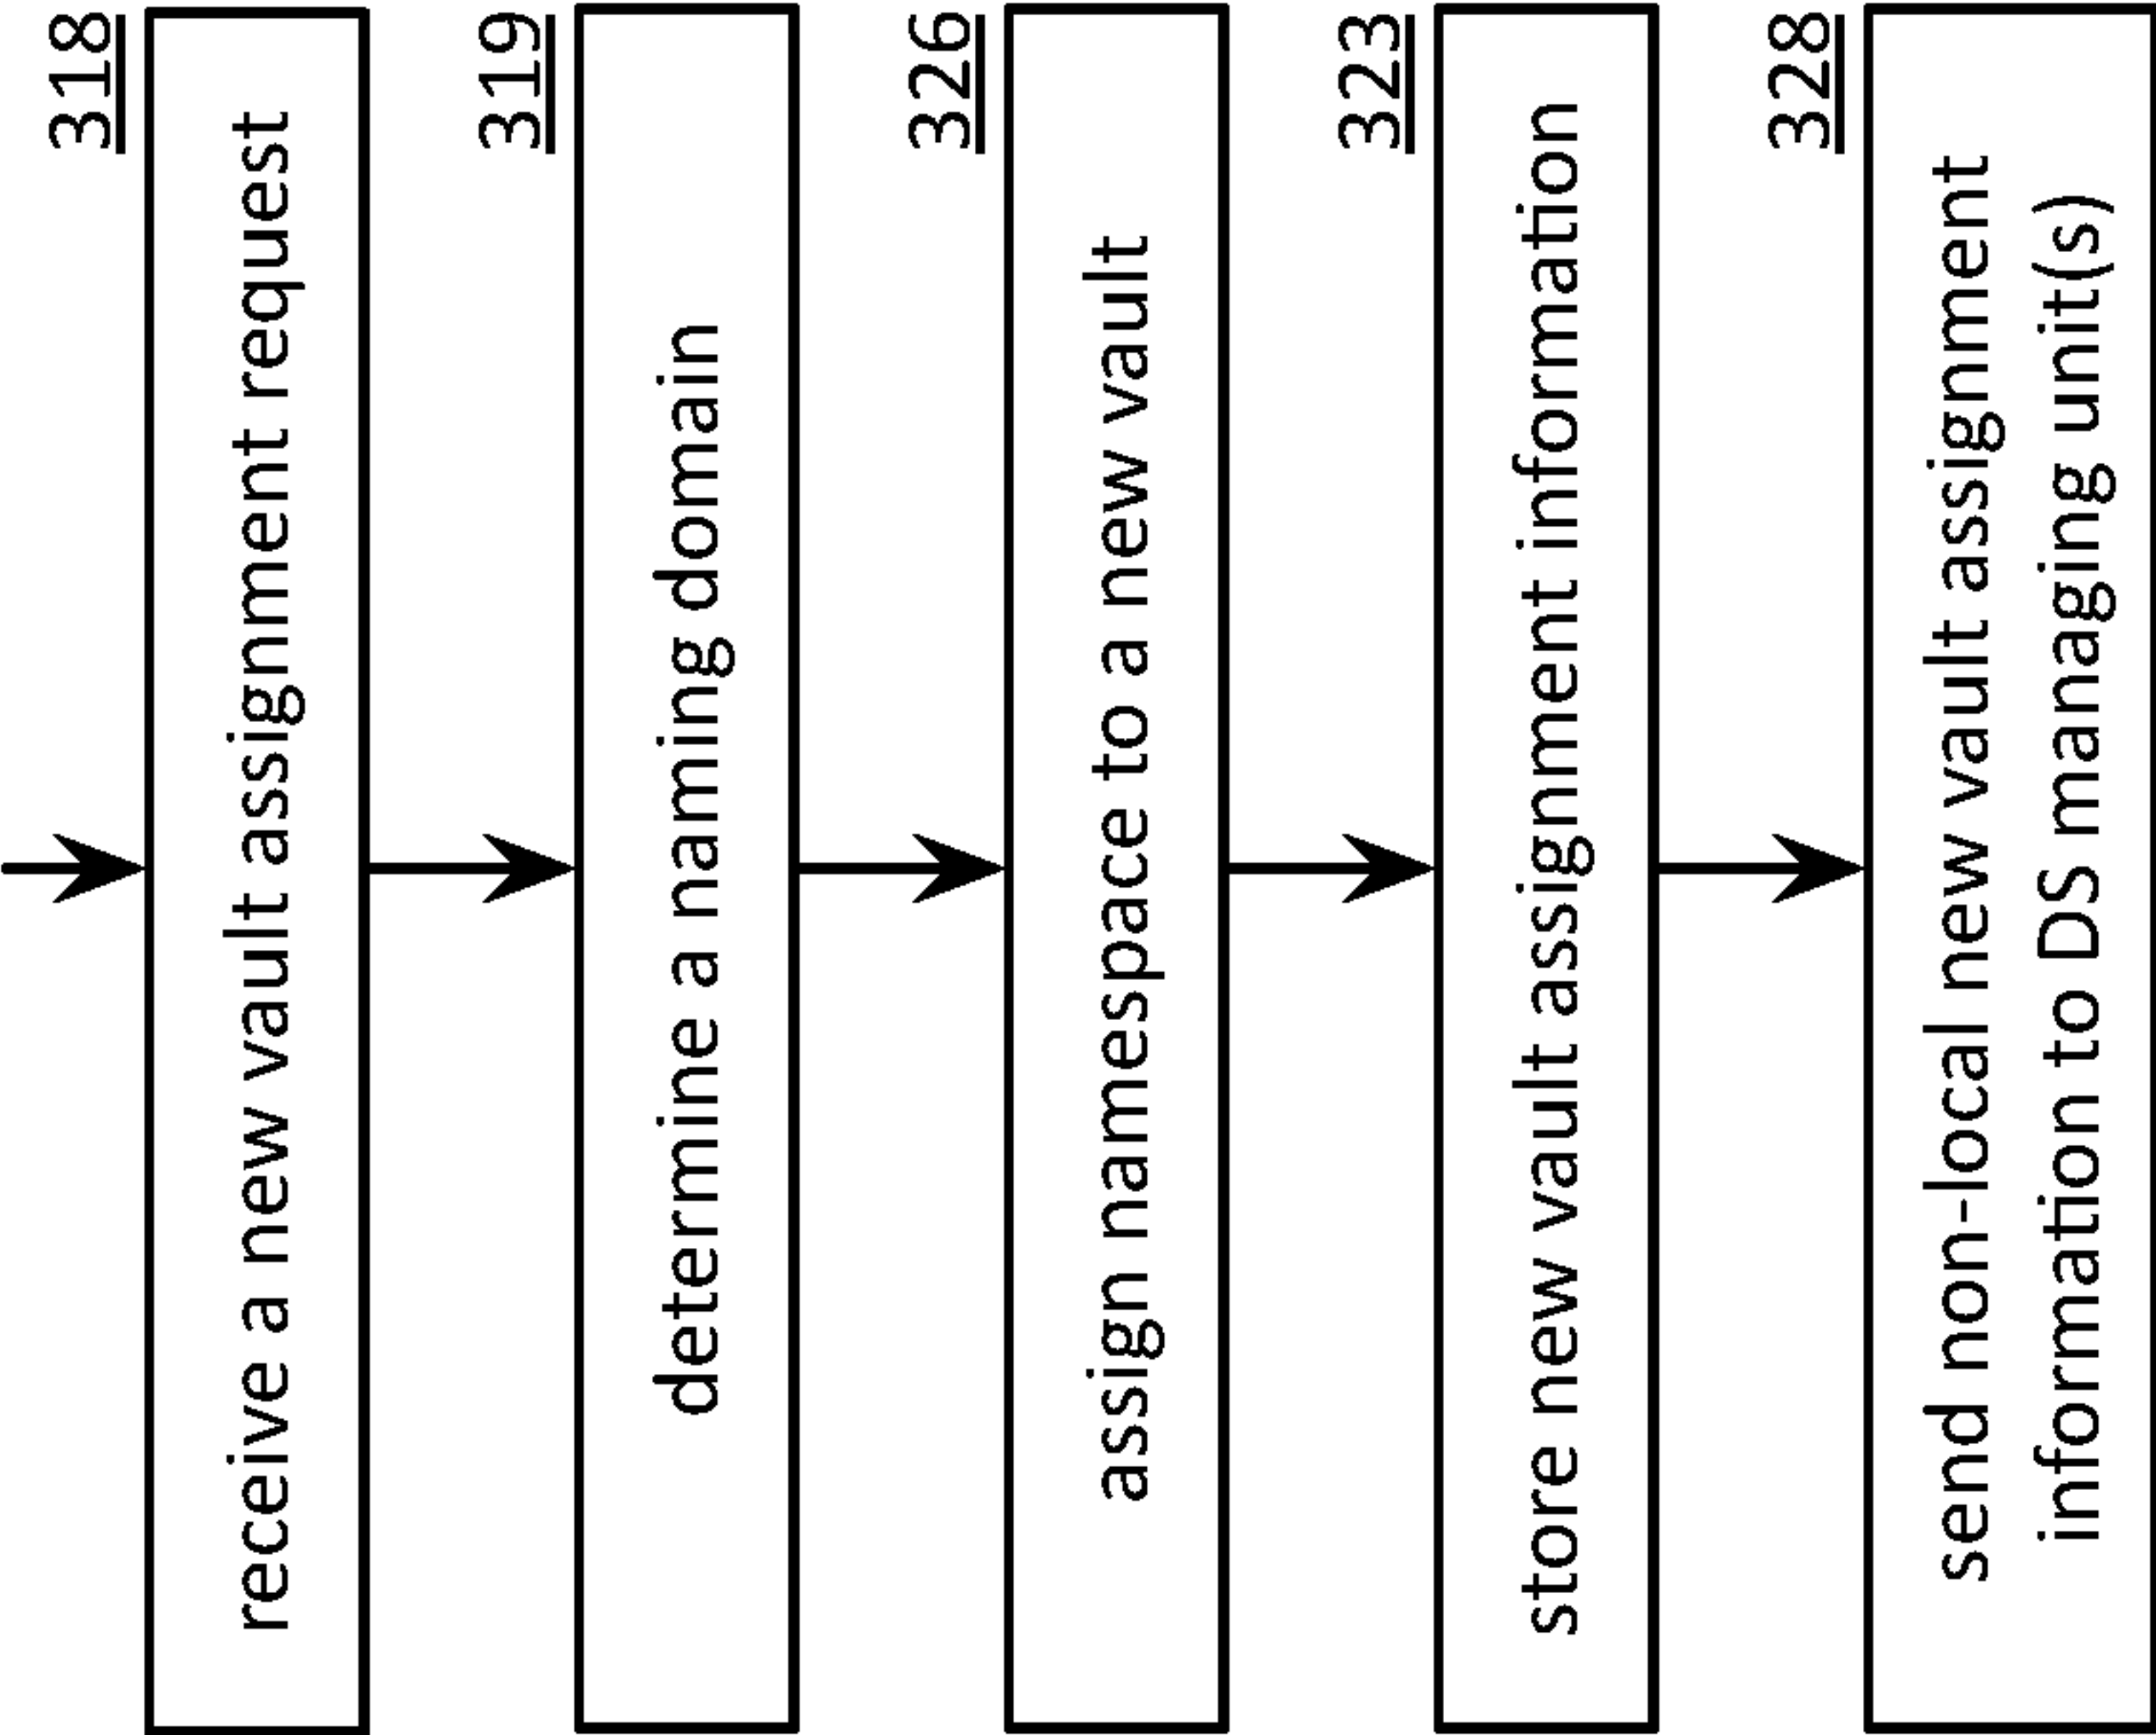 318
receive a new vault assignment request
319
determine a naming domain
326
assign namespace to a new vault
323
store new vault assignment information
328
send non-local new vault assignment
information to DS managing unit(s)